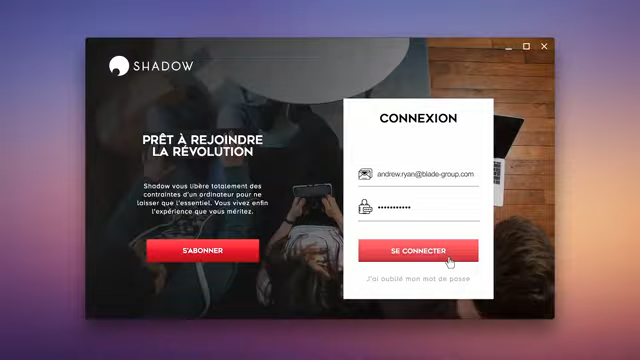 SHADOW
PRÊT À REJOINDRE
LA RÉVOLUTION
Shadow vous libère totalement des
contraintes d'un ordinateur pour ne
laisser que l'essentiel. Vous vivez enfin
l'expérience que vous méritez.
S'ABONNER
CONNEXION
andrew.ryan@blade-group.com
•••••••••••
SE CONNECTER
J'ai oublié mon mot de passe